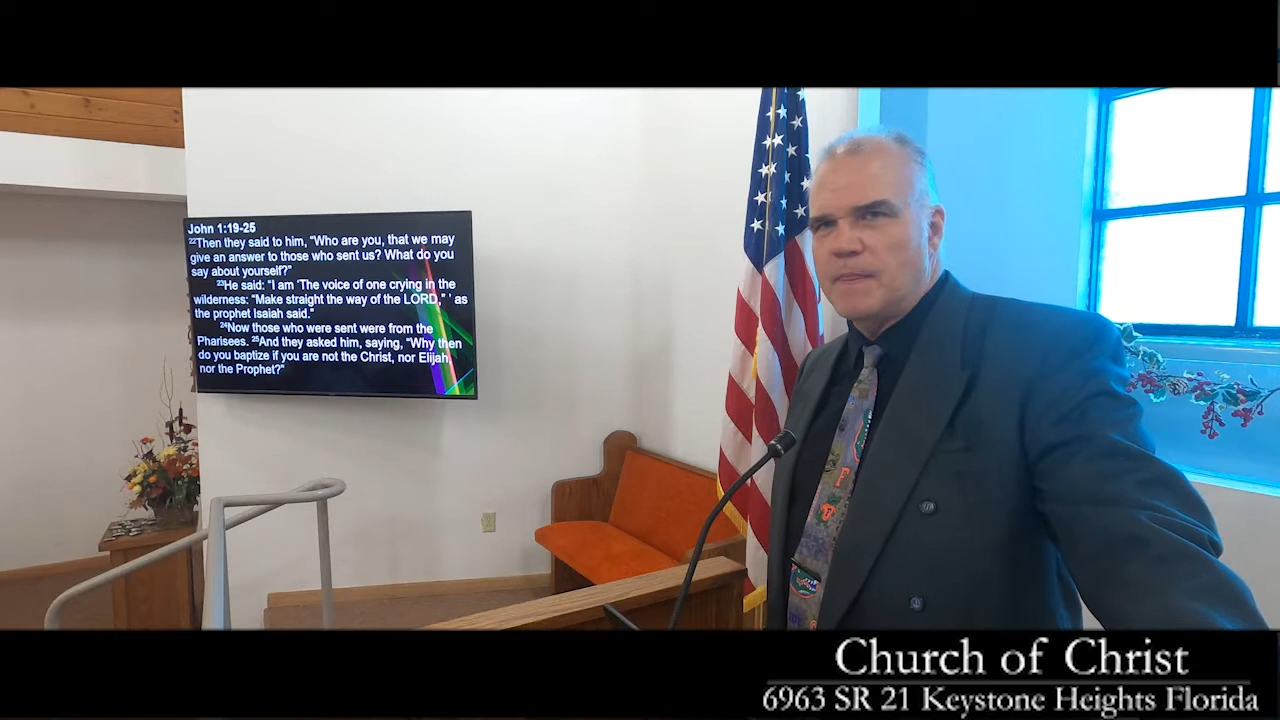 John 1:19-25
²²Then they said to him, “Who are you, that we may
give an answer to those who sent us? What do you
say about yourself?”
²³He said: “I am ‘The voice of one crying in the
wilderness: “Make straight the way of the LORD,” ’ as
the prophet Isaiah said.”
²⁴Now those who were sent were from the
Pharisees. ²⁵And they asked him, saying, “Why then
do you baptize if you are not the Christ, nor Elijah,
nor the Prophet?”
Church of Christ
6963 SR 21 Keystone Heights Florida